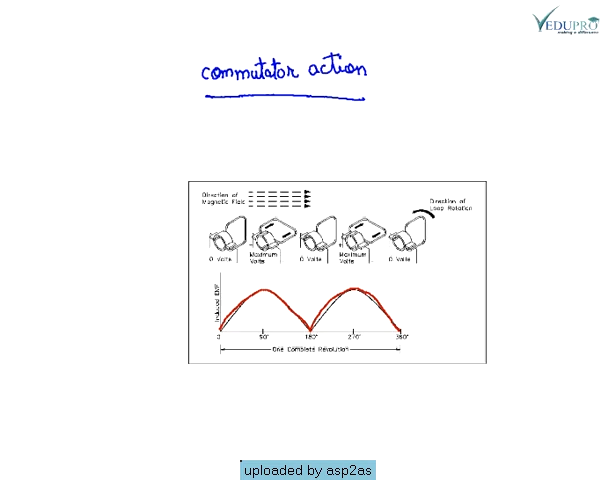 VEDUPRO
making a difference
commutator action
Direction of
Magnetic Field
Direction of
Loop Rotation
0 Volts
Maximum
Volts
0 Volts
Maximum
Volts
0 Volts
Induced EMF
0 90° 180° 270° 360°
One Complete Revolution
uploaded by asp2as